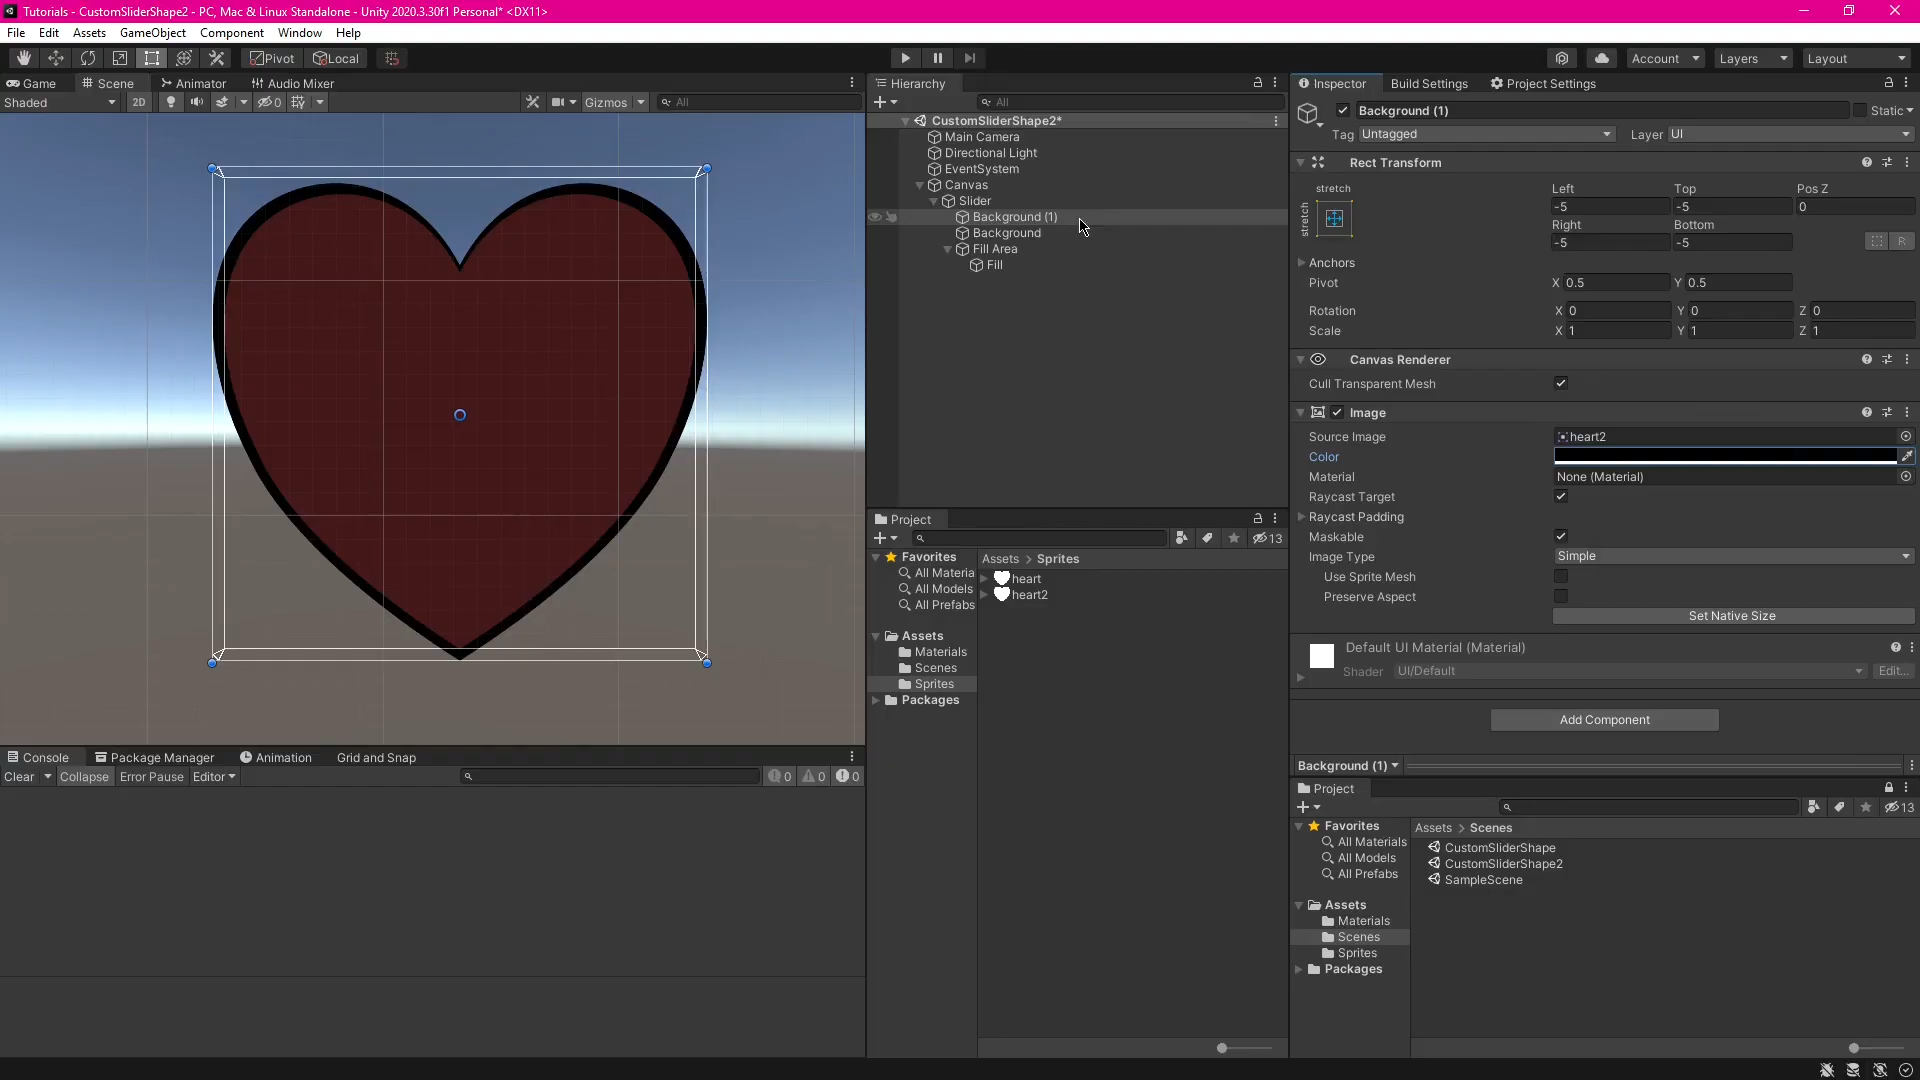 Tutorials - CustomSliderShape2 - PC, Mac & Linux Standalone - Unity 2020.3.30f1 Personal* <DX11>
File Edit Assets GameObject Component Window Help
Pivot Local Account Layers Layout
Game Scene Animator Audio Mixer
Shaded 2D 0 Gizmos All
Hierarchy
All
CustomSliderShape2*
Main Camera
Directional Light
EventSystem
Canvas
Slider
Background (1)
Background
Fill Area
Fill
Inspector Build Settings Project Settings
Background (1) Static
Tag Untagged Layer UI
Rect Transform
stretch Left Top Pos Z
stretch -5 -5 0
Right Bottom
-5 -5 R
Anchors
Pivot X 0.5 Y 0.5
Rotation X 0 Y 0 Z 0
Scale X 1 Y 1 Z 1
Canvas Renderer
Cull Transparent Mesh
Image
Source Image heart2
Color
Material None (Material)
Raycast Target
Raycast Padding
Maskable
Image Type Simple
Use Sprite Mesh
Preserve Aspect
Set Native Size
Default UI Material (Material)
Shader UI/Default Edit...
Add Component
Background (1)
Project
13
Favorites
All Materia
All Models
All Prefabs
Assets
Materials
Scenes
Sprites
Packages
Assets > Sprites
heart
heart2
Console Package Manager Animation Grid and Snap
Clear Collapse Error Pause Editor 0 0 0
Project
13
Favorites
All Materials
All Models
All Prefabs
Assets
Materials
Scenes
Sprites
Packages
Assets > Scenes
CustomSliderShape
CustomSliderShape2
SampleScene